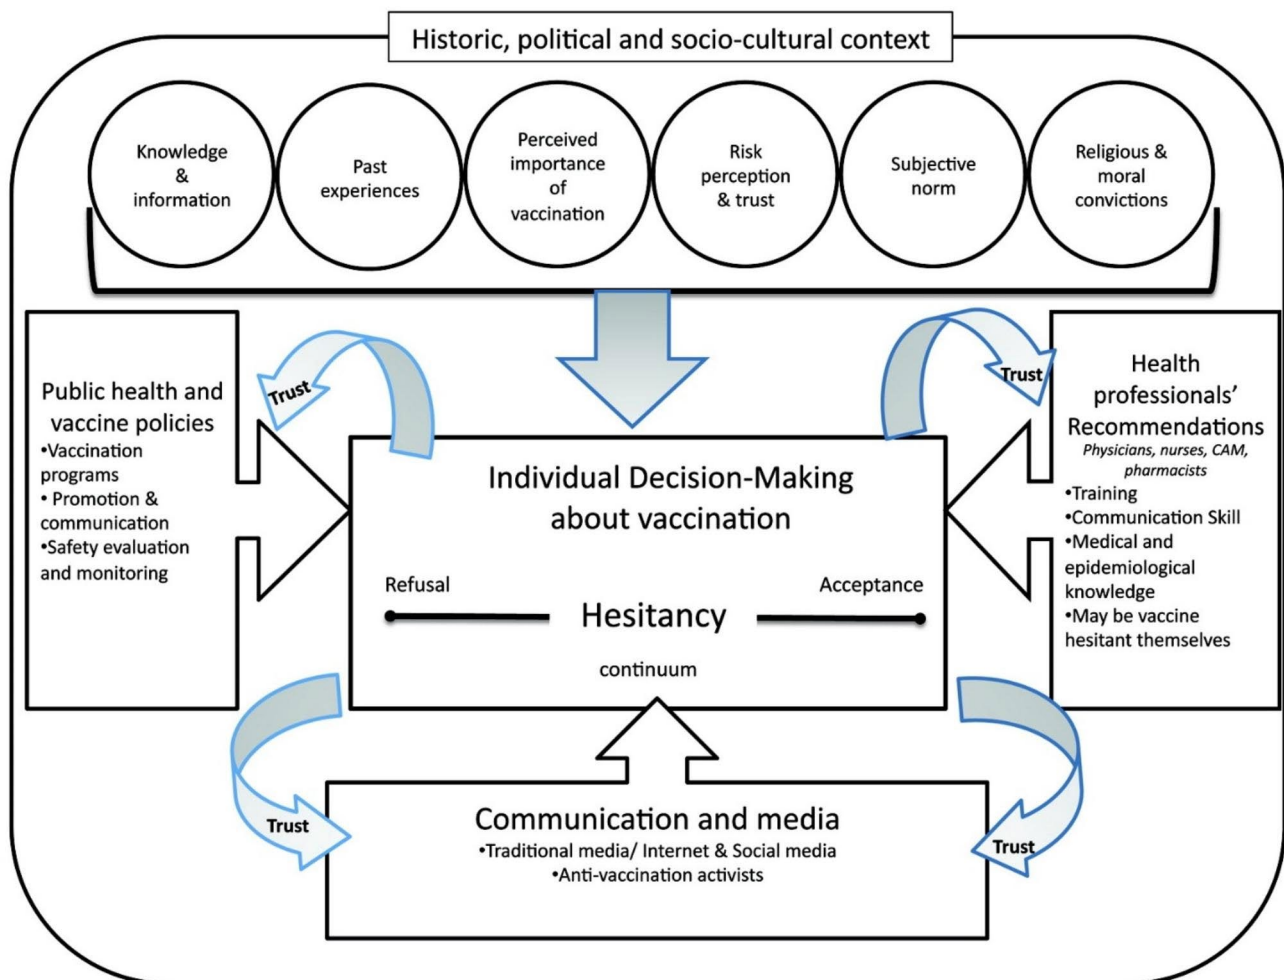 Historic, political and socio-cultural context
Knowledge
&
information
Past
experiences
Perceived
importance
of
vaccination
Risk
perception
& trust
Subjective
norm
Religious &
moral
convictions
Public health and
vaccine policies
•Vaccination
programs
• Promotion &
communication
•Safety evaluation
and monitoring
Trust
Trust
Health
professionals’
Recommendations
Physicians, nurses, CAM,
pharmacists
•Training
•Communication Skill
•Medical and
epidemiological
knowledge
•May be vaccine
hesitant themselves
Individual Decision-Making
about vaccination
Refusal
Acceptance
Hesitancy
continuum
Trust
Trust
Communication and media
•Traditional media/ Internet & Social media
•Anti-vaccination activists